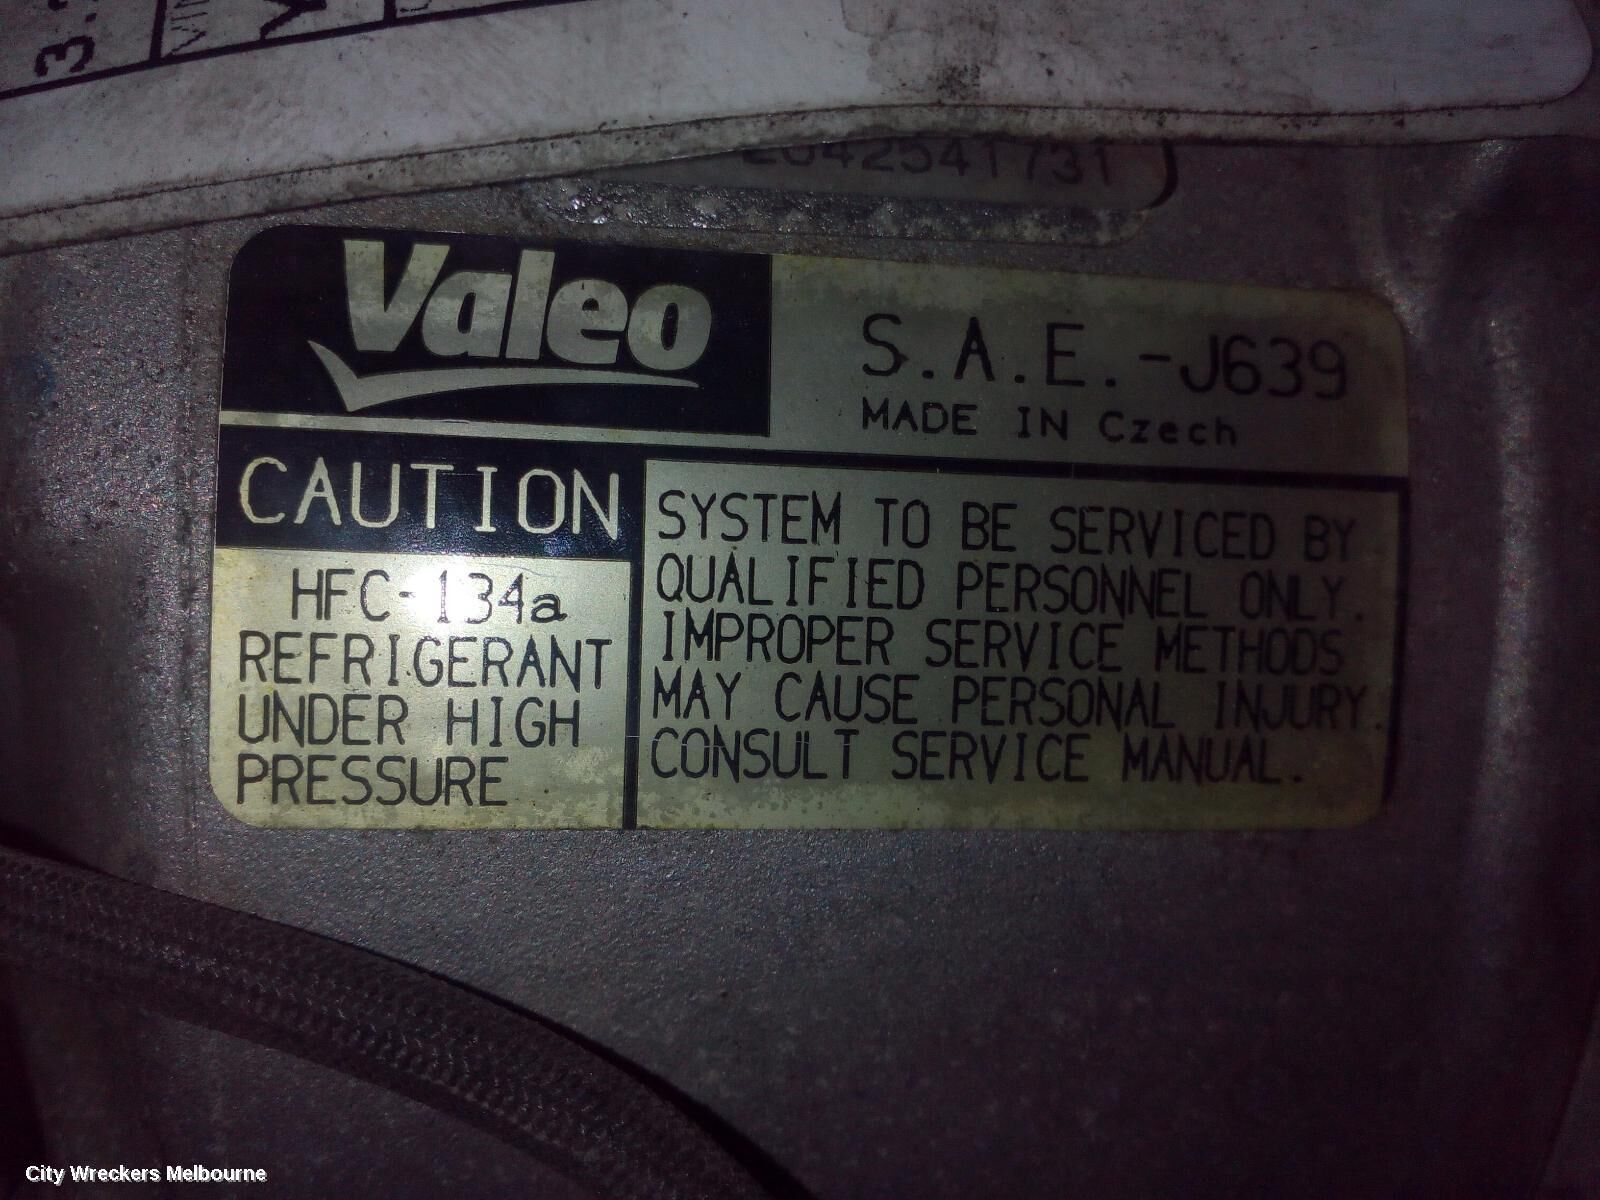 Valeo
S.A.E.-J639
MADE IN Czech
CAUTION
HFC-134a
REFRIGERANT
UNDER HIGH
PRESSURE
SYSTEM TO BE SERVICED BY
QUALIFIED PERSONNEL ONLY.
IMPROPER SERVICE METHODS
MAY CAUSE PERSONAL INJURY.
CONSULT SERVICE MANUAL.
City Wreckers Melbourne